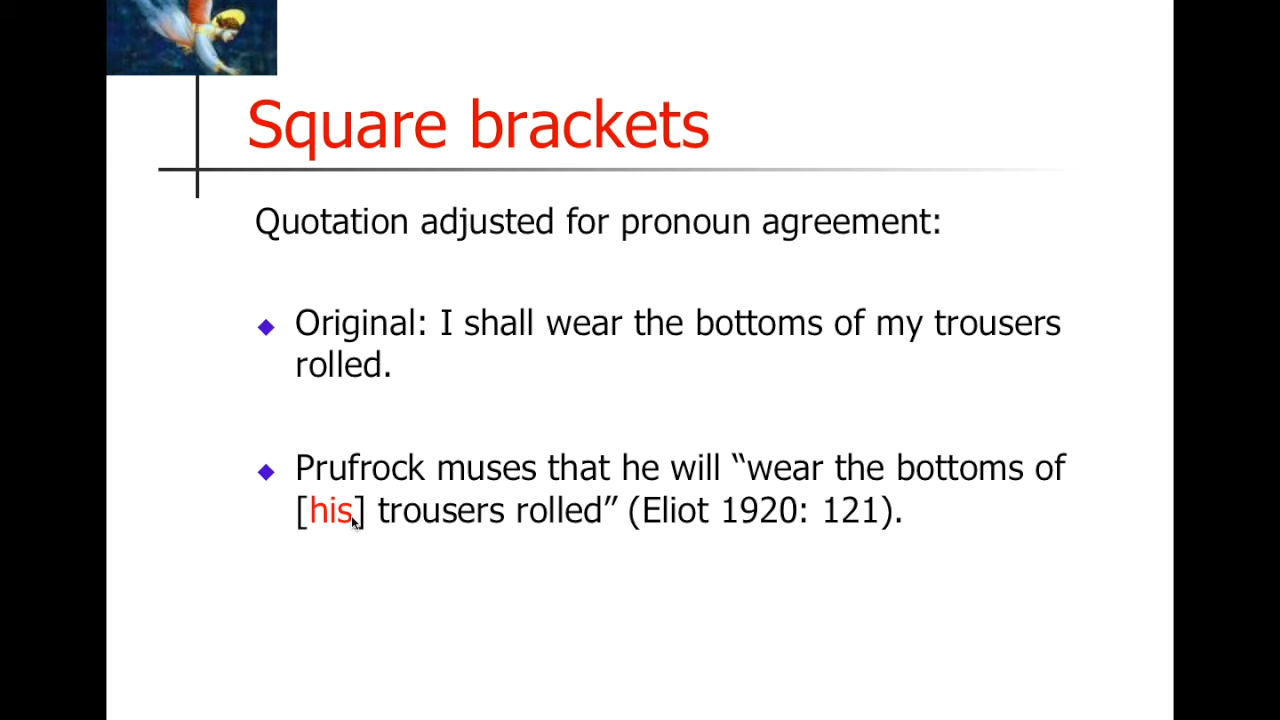 Square brackets
Quotation adjusted for pronoun agreement:
Original: I shall wear the bottoms of my trousers
rolled.
Prufrock muses that he will “wear the bottoms of
[his] trousers rolled” (Eliot 1920: 121).